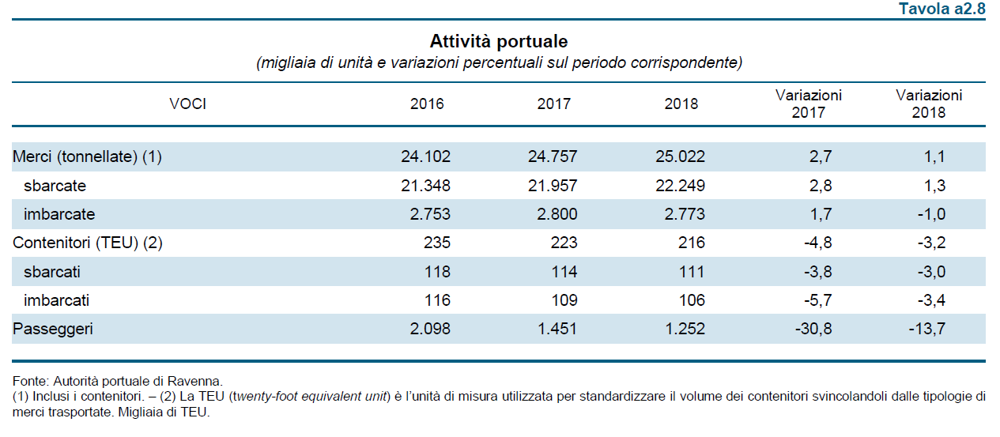 Tavola a2.8
Attività portuale
(migliaia di unità e variazioni percentuali sul periodo corrispondente)
VOCI 2016 2017 2018 Variazioni 2017 Variazioni 2018
Merci (tonnellate) (1) 24.102 24.757 25.022 2,7 1,1
sbarcate 21.348 21.957 22.249 2,8 1,3
imbarcate 2.753 2.800 2.773 1,7 -1,0
Contenitori (TEU) (2) 235 223 216 -4,8 -3,2
sbarcati 118 114 111 -3,8 -3,0
imbarcati 116 109 106 -5,7 -3,4
Passeggeri 2.098 1.451 1.252 -30,8 -13,7
Fonte: Autorità portuale di Ravenna.
(1) Inclusi i contenitori. – (2) La TEU (twenty-foot equivalent unit) è l’unità di misura utilizzata per standardizzare il volume dei contenitori svincolandoli dalle tipologie di
merci trasportate. Migliaia di TEU.